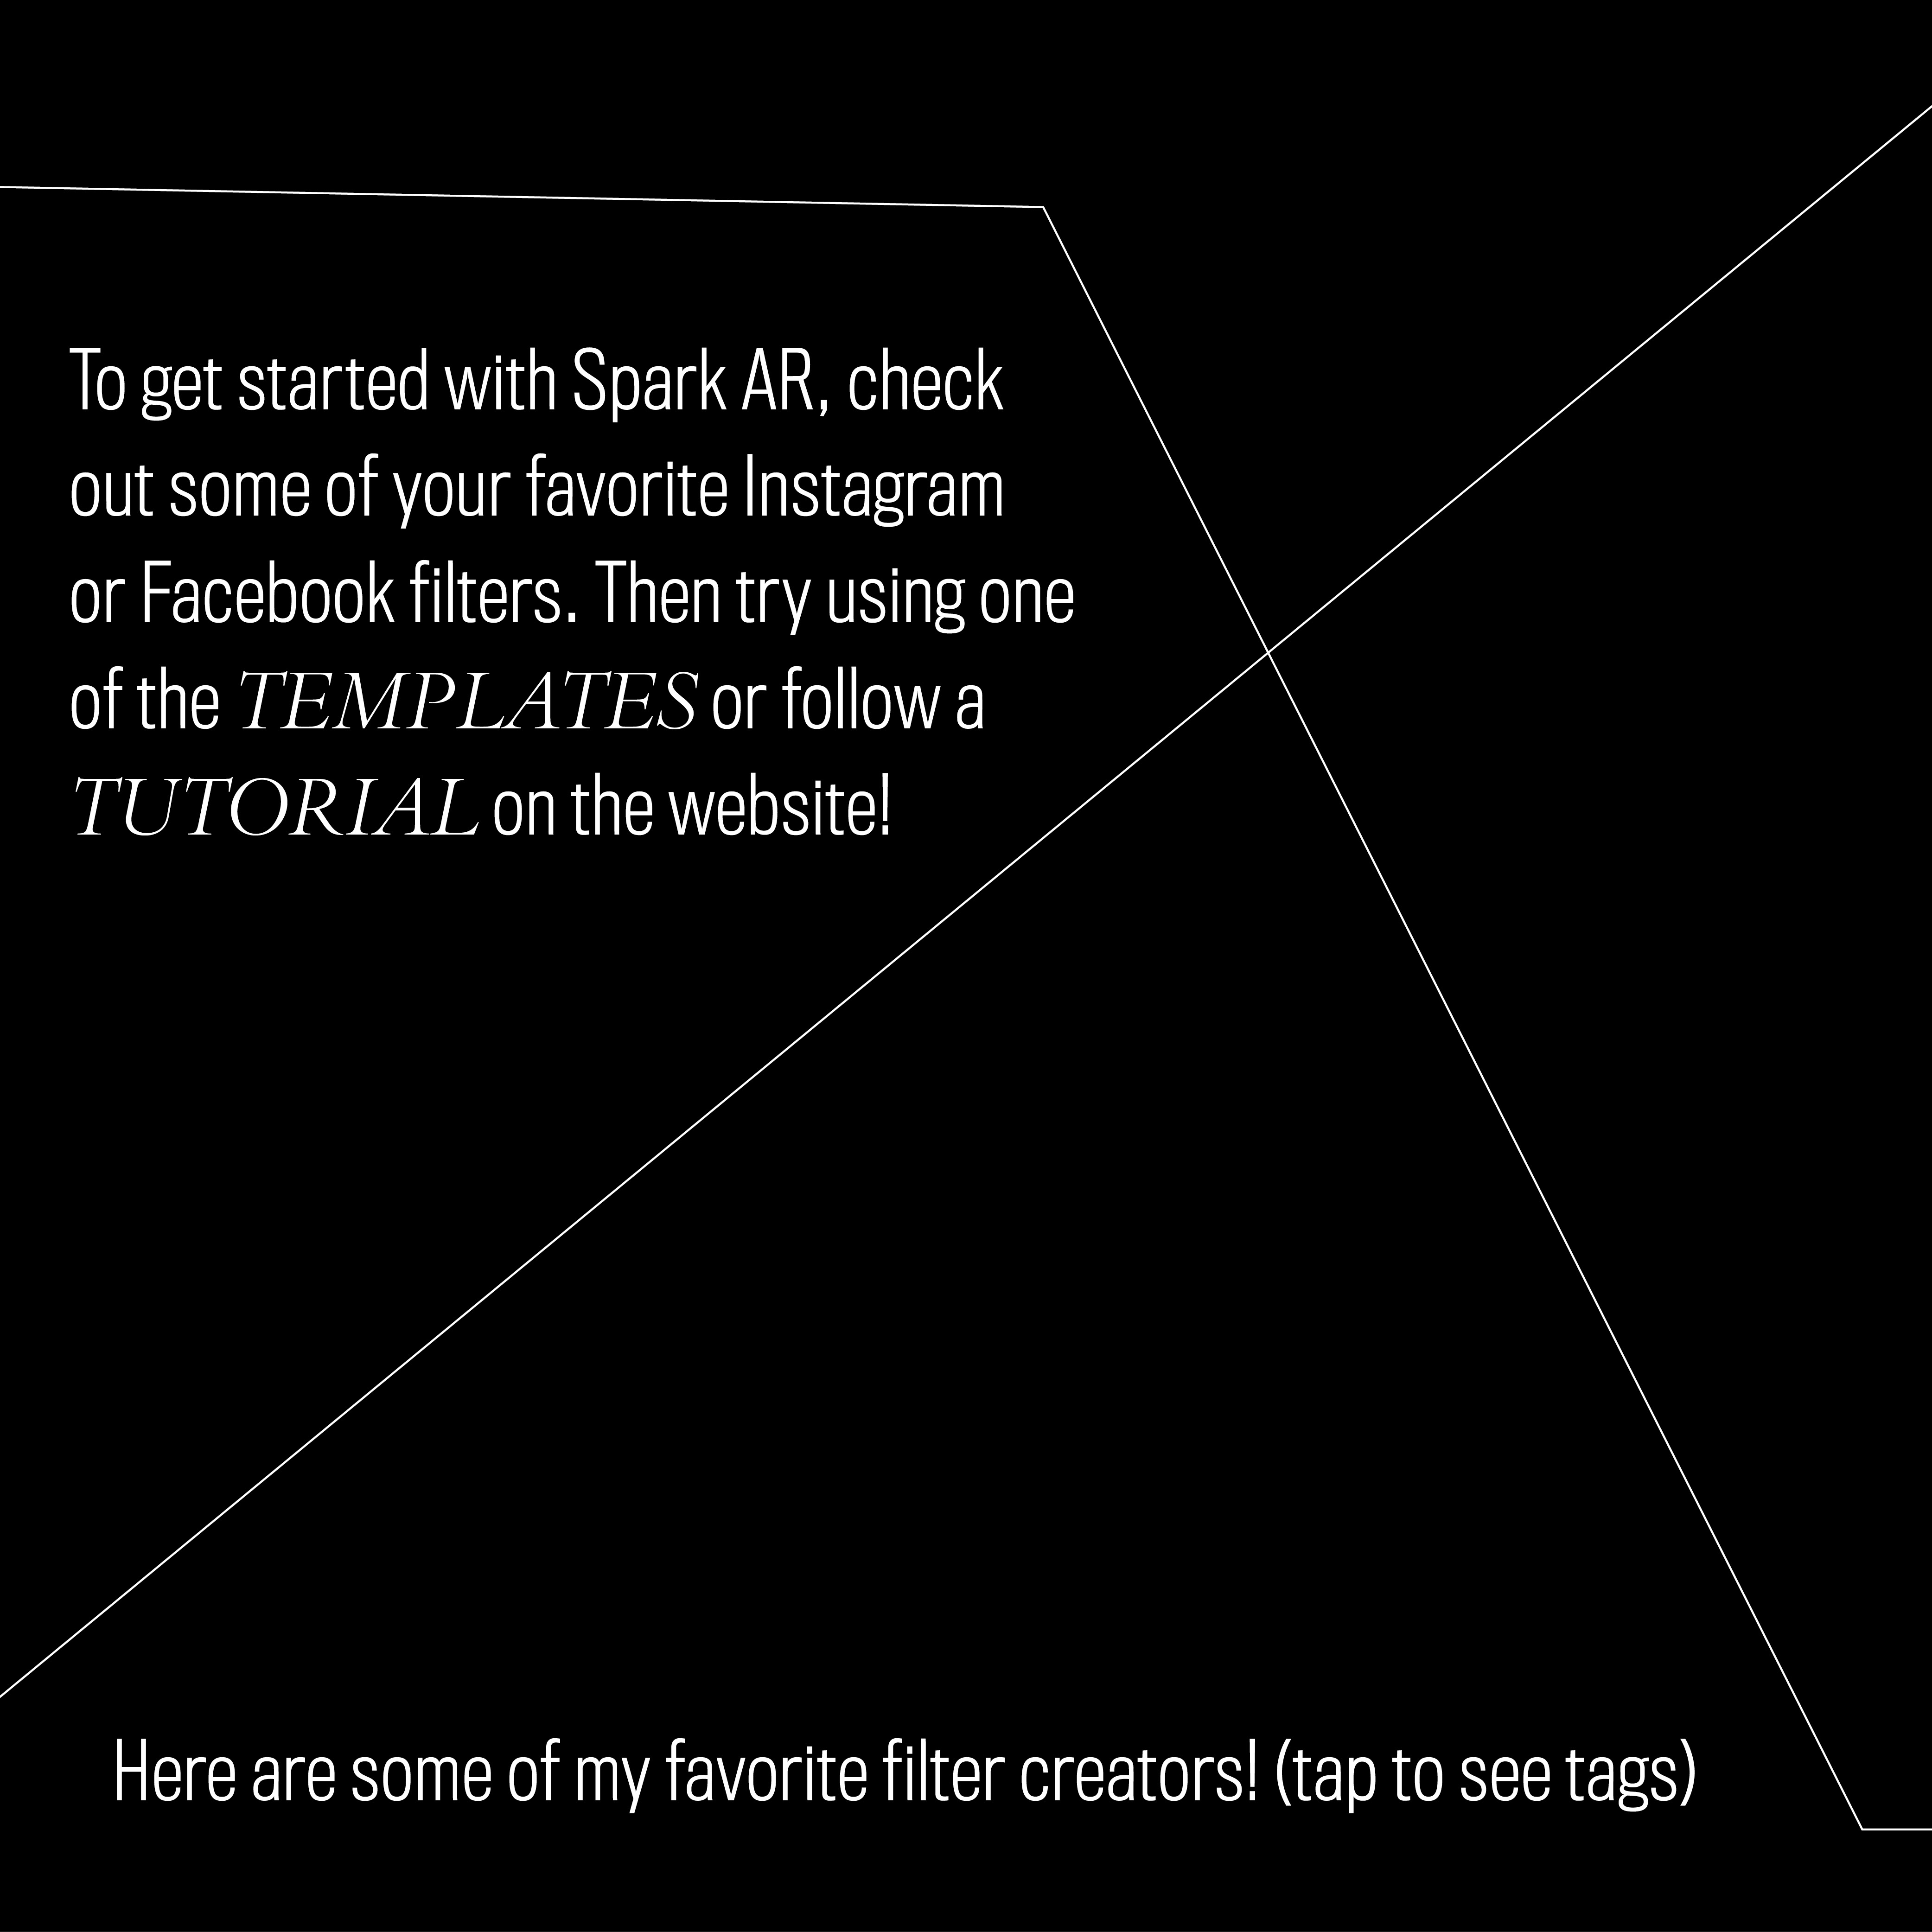 To get started with Spark AR, check
out some of your favorite Instagram
or Facebook filters. Then try using one
of the TEMPLATES or follow a
TUTORIAL on the website!
Here are some of my favorite filter creators! (tap to see tags)